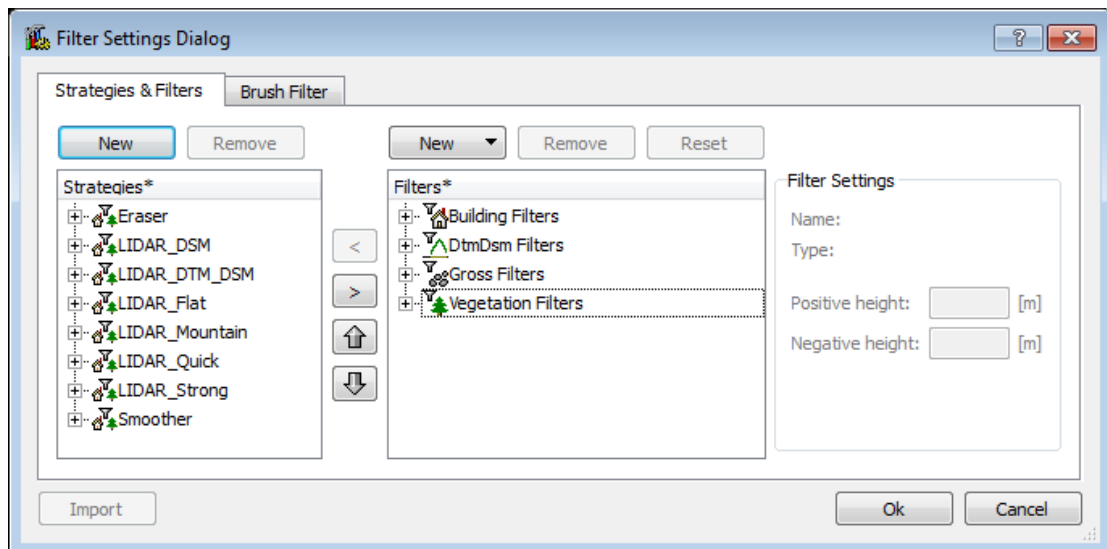 Filter Settings Dialog
Strategies & Filters Brush Filter
New Remove New Remove Reset
Strategies* Filters* Filter Settings
Eraser Building Filters Name:
LIDAR_DSM DtmDsm Filters Type:
LIDAR_DTM_DSM Gross Filters
LIDAR_Flat Vegetation Filters Positive height: [m]
LIDAR_Mountain Negative height: [m]
LIDAR_Quick
LIDAR_Strong
Smoother
< 
>
Import Ok Cancel